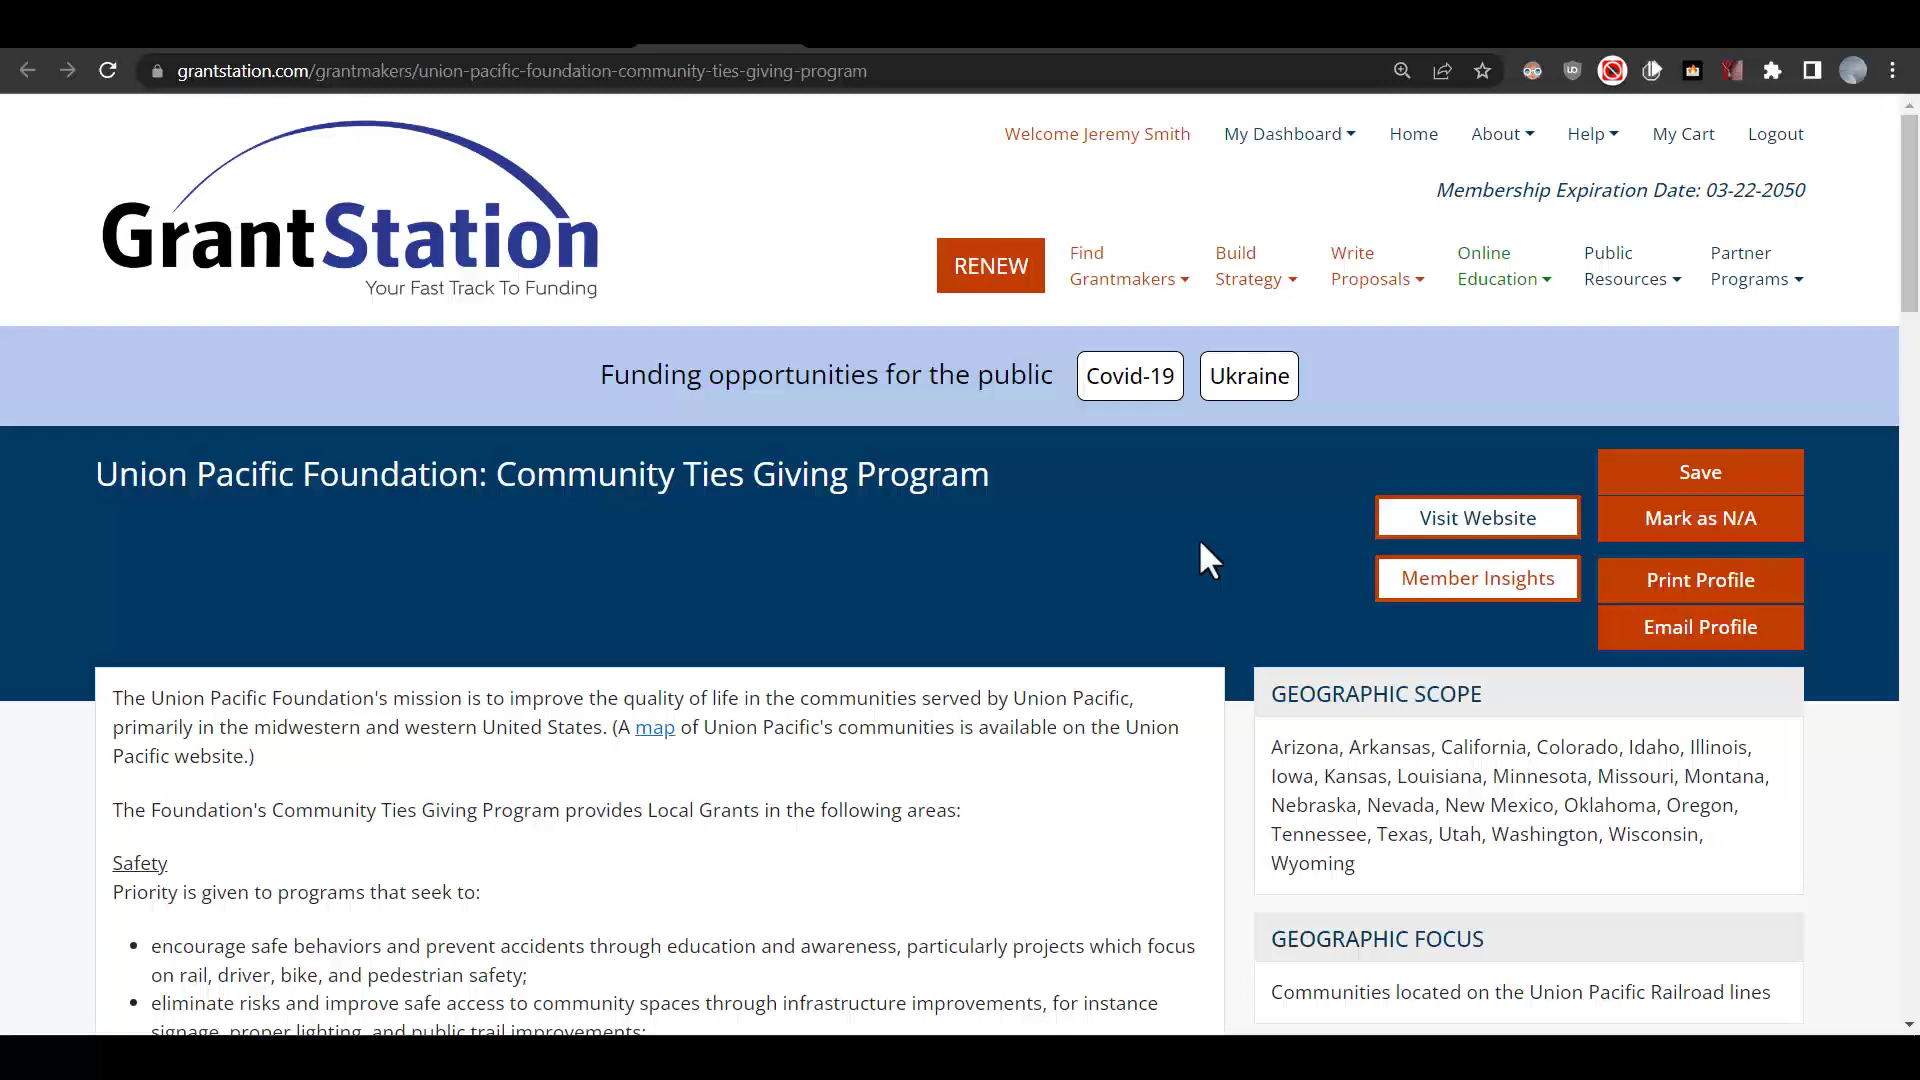 grantstation.com/grantmakers/union-pacific-foundation-community-ties-giving-program
Welcome Jeremy Smith
My Dashboard
Home
About
Help
My Cart
Logout
Membership Expiration Date: 03-22-2050
GrantStation
Your Fast Track To Funding
RENEW
Find
Grantmakers
Build
Strategy
Write
Proposals
Online
Education
Public
Resources
Partner
Programs
Funding opportunities for the public
Covid-19
Ukraine
Union Pacific Foundation: Community Ties Giving Program
Visit Website
Member Insights
Save
Mark as N/A
Print Profile
Email Profile
The Union Pacific Foundation's mission is to improve the quality of life in the communities served by Union Pacific,
primarily in the midwestern and western United States. (A map of Union Pacific's communities is available on the Union
Pacific website.)
The Foundation's Community Ties Giving Program provides Local Grants in the following areas:
Safety
Priority is given to programs that seek to:
• encourage safe behaviors and prevent accidents through education and awareness, particularly projects which focus
on rail, driver, bike, and pedestrian safety;
• eliminate risks and improve safe access to community spaces through infrastructure improvements, for instance
signage, proper lighting, and public trail improvements;
GEOGRAPHIC SCOPE
Arizona, Arkansas, California, Colorado, Idaho, Illinois,
Iowa, Kansas, Louisiana, Minnesota, Missouri, Montana,
Nebraska, Nevada, New Mexico, Oklahoma, Oregon,
Tennessee, Texas, Utah, Washington, Wisconsin,
Wyoming
GEOGRAPHIC FOCUS
Communities located on the Union Pacific Railroad lines